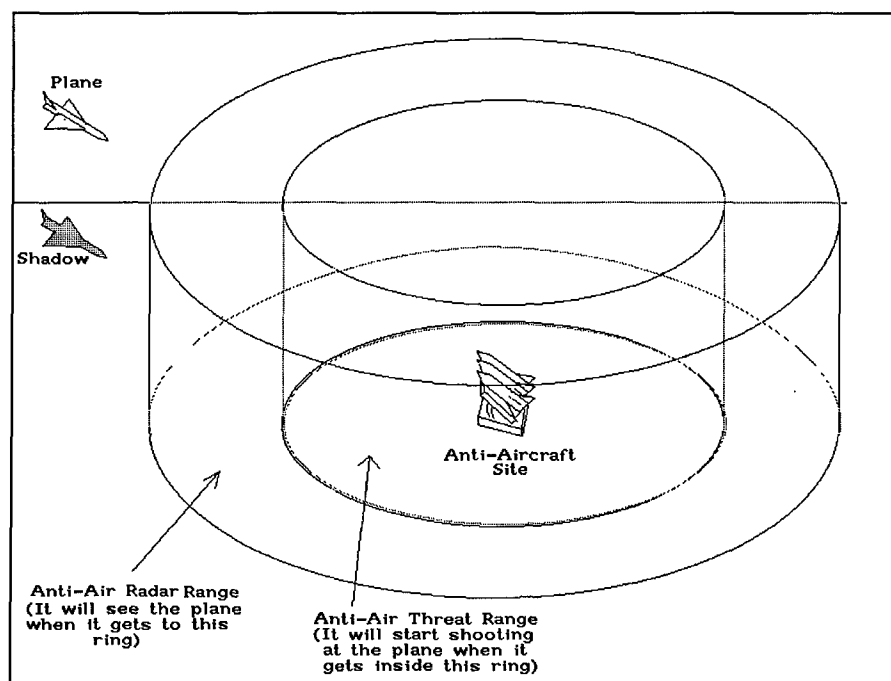 Plane
Shadow
Anti-Aircraft
Site
Anti-Air Radar Range
(It will see the plane
when it gets to this
ring)
Anti-Air Threat Range
(It will start shooting
at the plane when it
gets inside this ring)